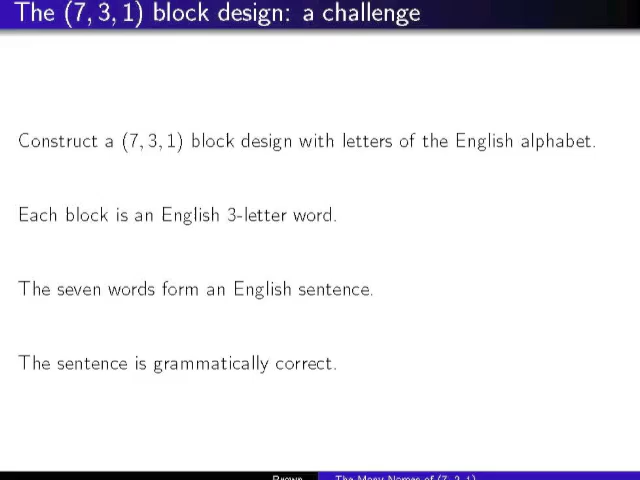 The (7, 3, 1) block design: a challenge
Construct a (7, 3, 1) block design with letters of the English alphabet.
Each block is an English 3-letter word.
The seven words form an English sentence.
The sentence is grammatically correct.
Brown The Many Names of (7, 3, 1)